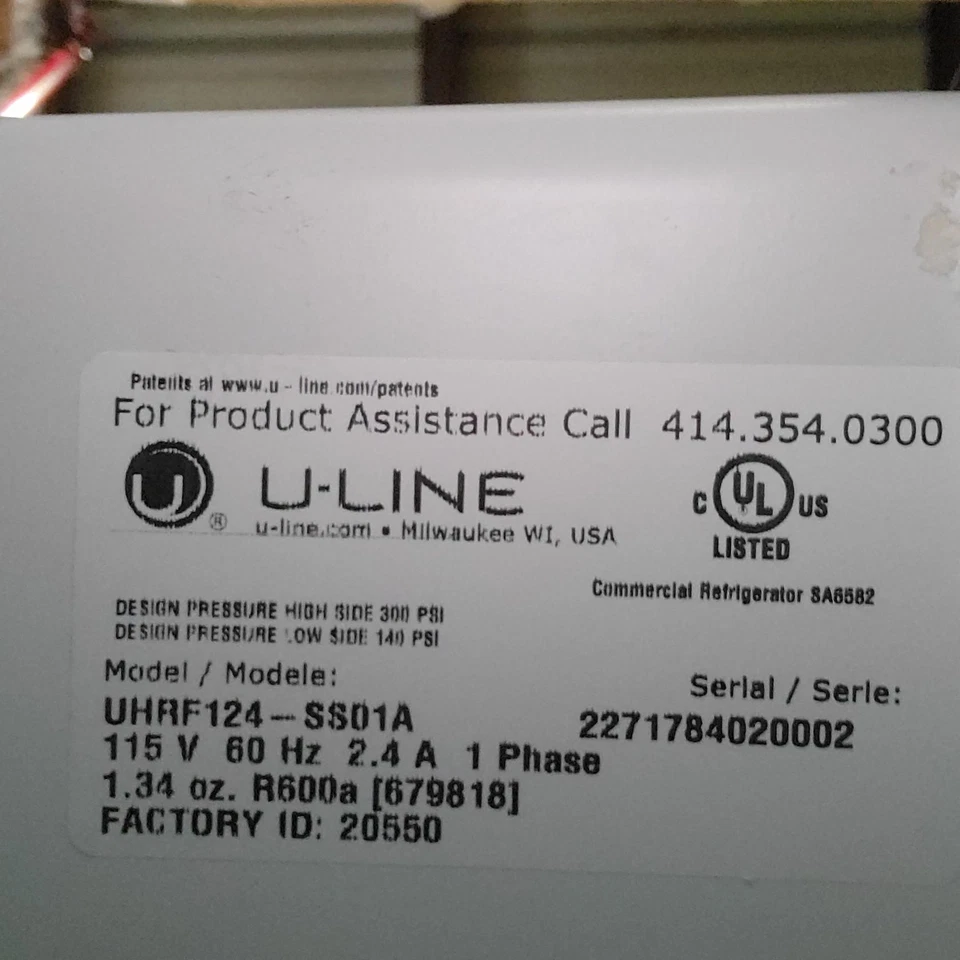 Patents at www.u-line.com/patents
For Product Assistance Call 414.354.0300
U ® U-LINE
u-line.com • Milwaukee WI, USA
C UL US
LISTED
Commercial Refrigerator SA6582
DESIGN PRESSURE HIGH SIDE 300 PSI
DESIGN PRESSURE LOW SIDE 140 PSI
Model / Modele:
UHRF124-SS01A
Serial / Serie:
2271784020002
115 V 60 Hz 2.4 A 1 Phase
1.34 oz. R600a [679818]
FACTORY ID: 20550